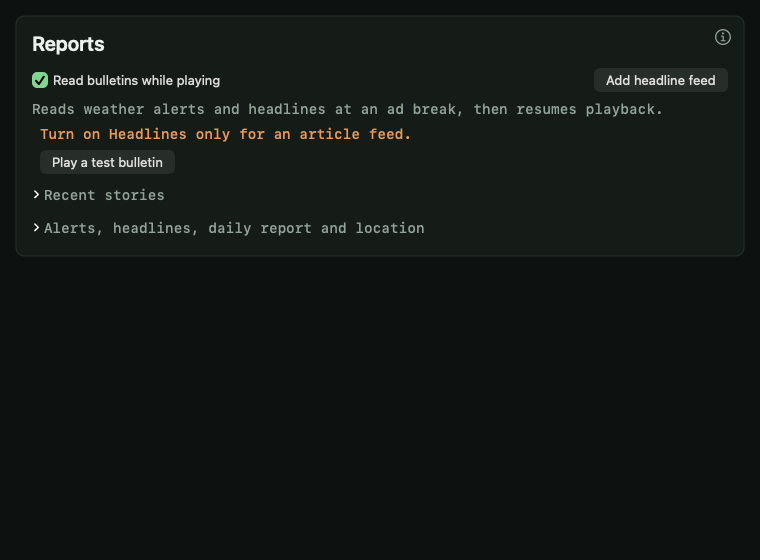 Reports
Read bulletins while playing
Add headline feed
Reads weather alerts and headlines at an ad break, then resumes playback.
Turn on Headlines only for an article feed.
Play a test bulletin
Recent stories
Alerts, headlines, daily report and location